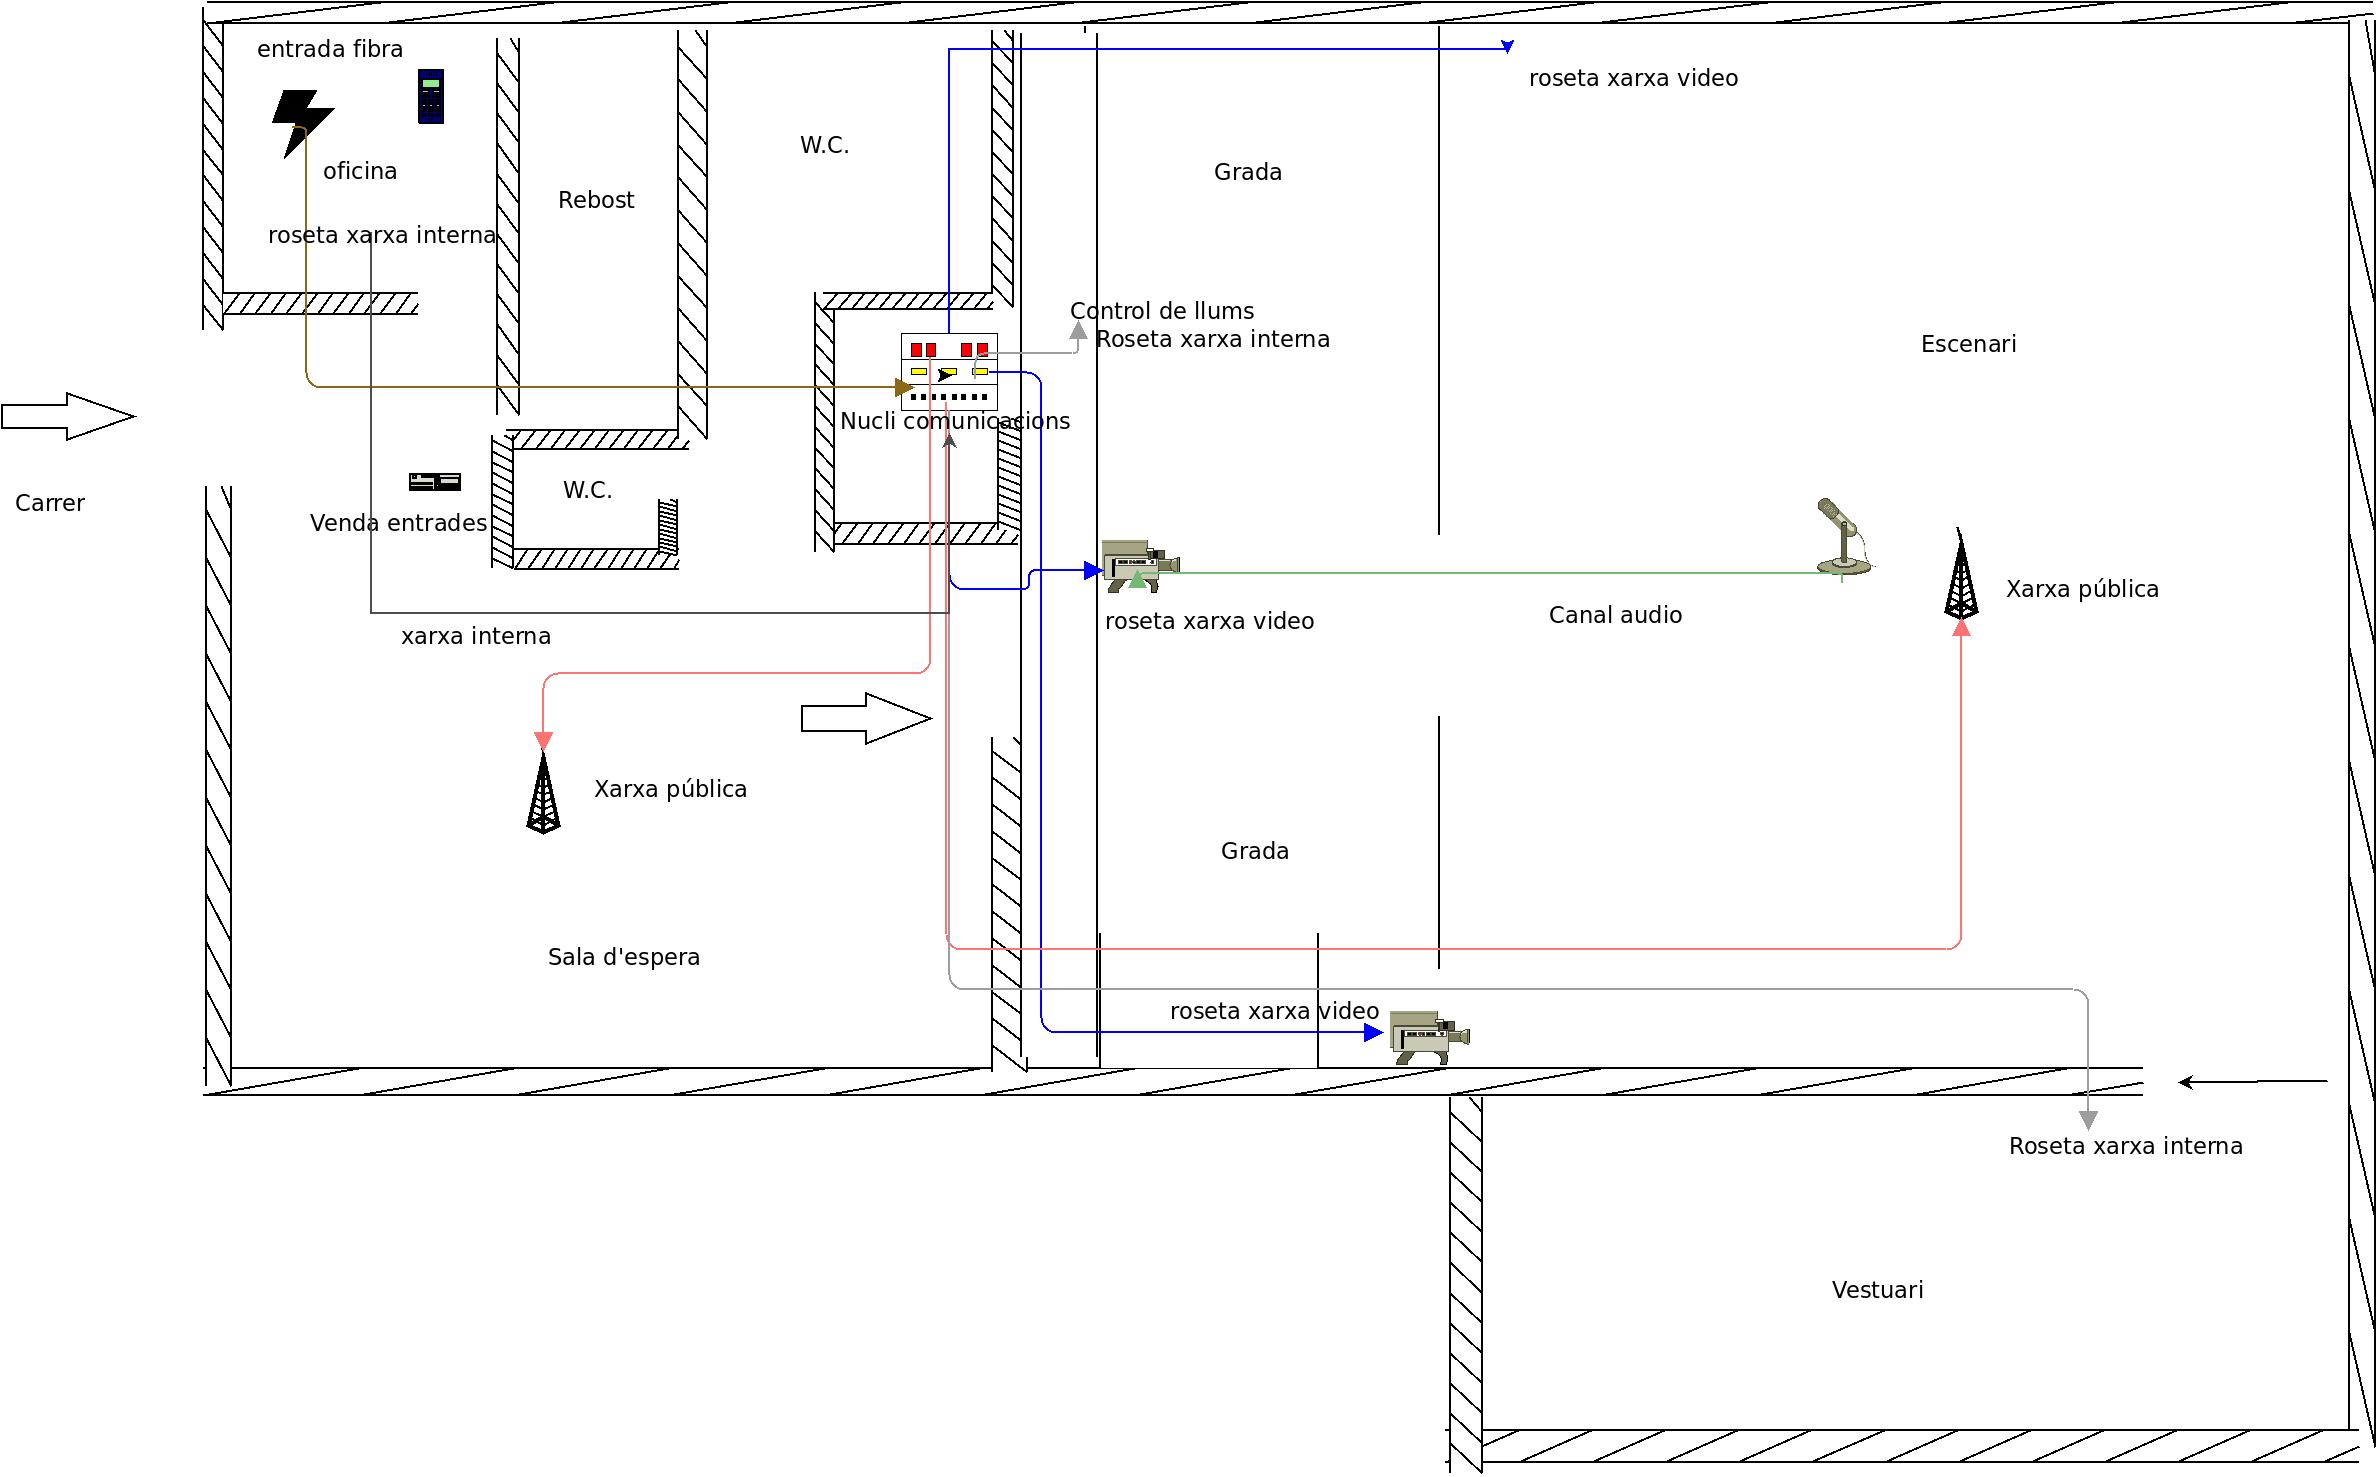 entrada fibra
roseta xarxa video
W.C.
oficina
Grada
Rebost
roseta xarxa interna
Control de llums
Roseta xarxa interna
Escenari
Nucli comunicacions
W.C.
Carrer
Venda entrades
Xarxa pública
Canal audio
roseta xarxa video
xarxa interna
Xarxa pública
Grada
Sala d'espera
roseta xarxa video
Roseta xarxa interna
Vestuari